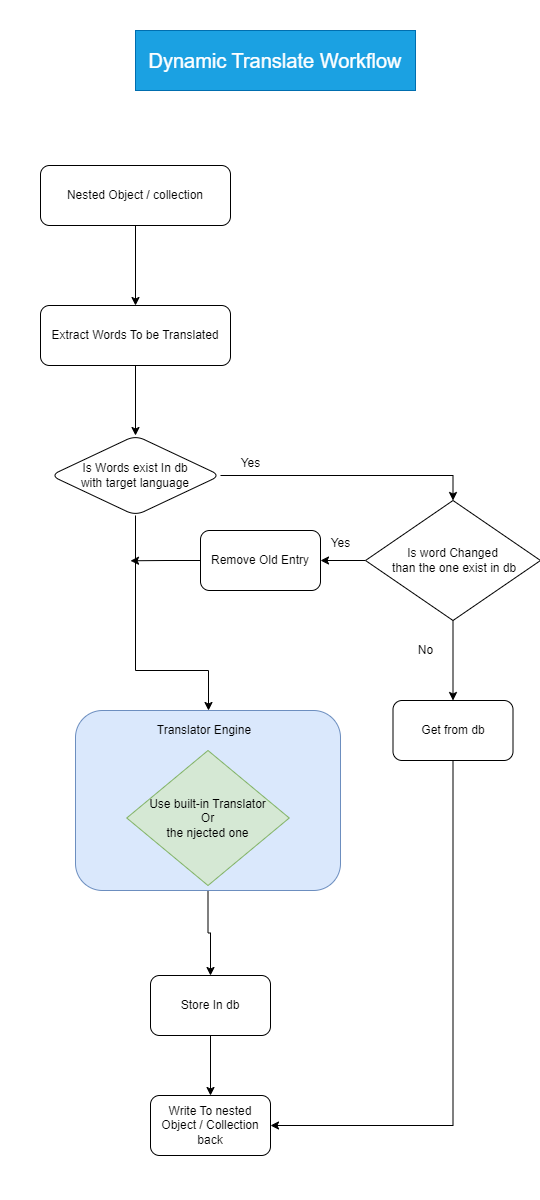 Dynamic Translate Workflow
Nested Object / collection
Extract Words To be Translated
Is Words exist In db
with target language
Yes
Is word Changed
than the one exist in db
Yes
Remove Old Entry
No
Get from db
Translator Engine
Use built-in Translator
Or
the njected one
Store In db
Write To nested
Object / Collection
back